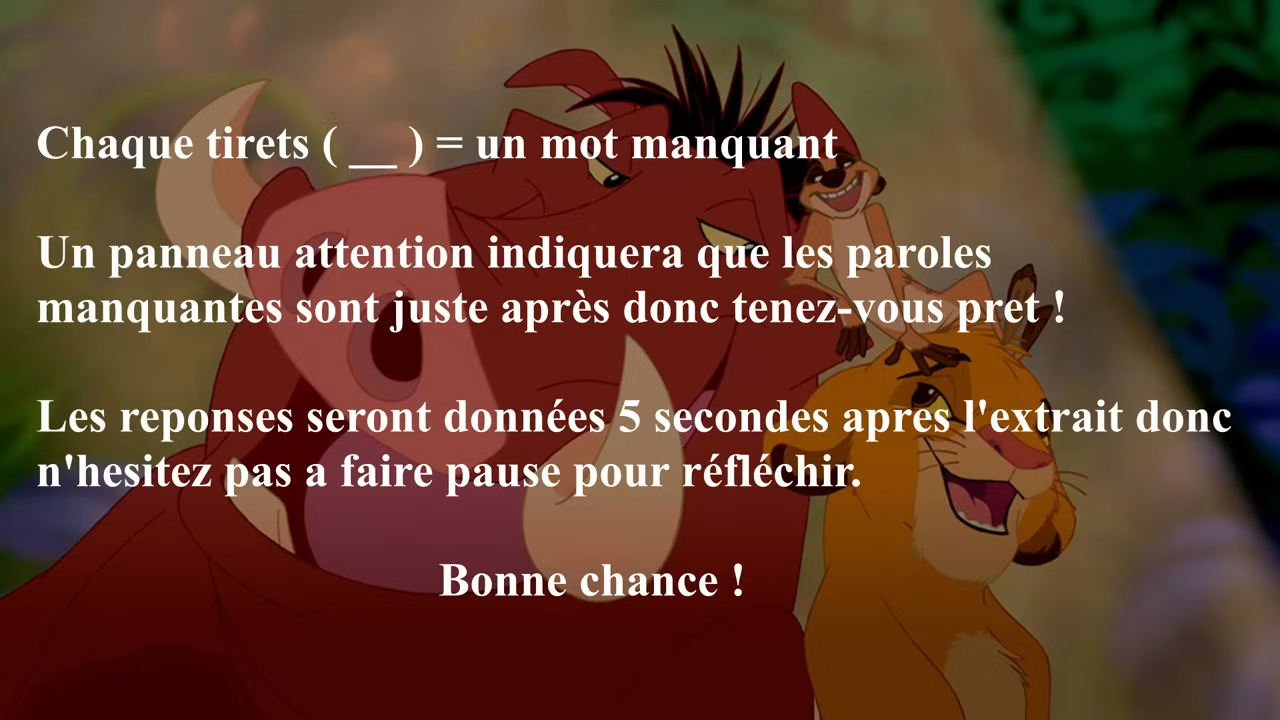 Chaque tirets ( __ ) = un mot manquant
Un panneau attention indiquera que les paroles
manquantes sont juste après donc tenez-vous pret !
Les reponses seront données 5 secondes apres l'extrait donc
n'hesitez pas a faire pause pour réfléchir.
Bonne chance !